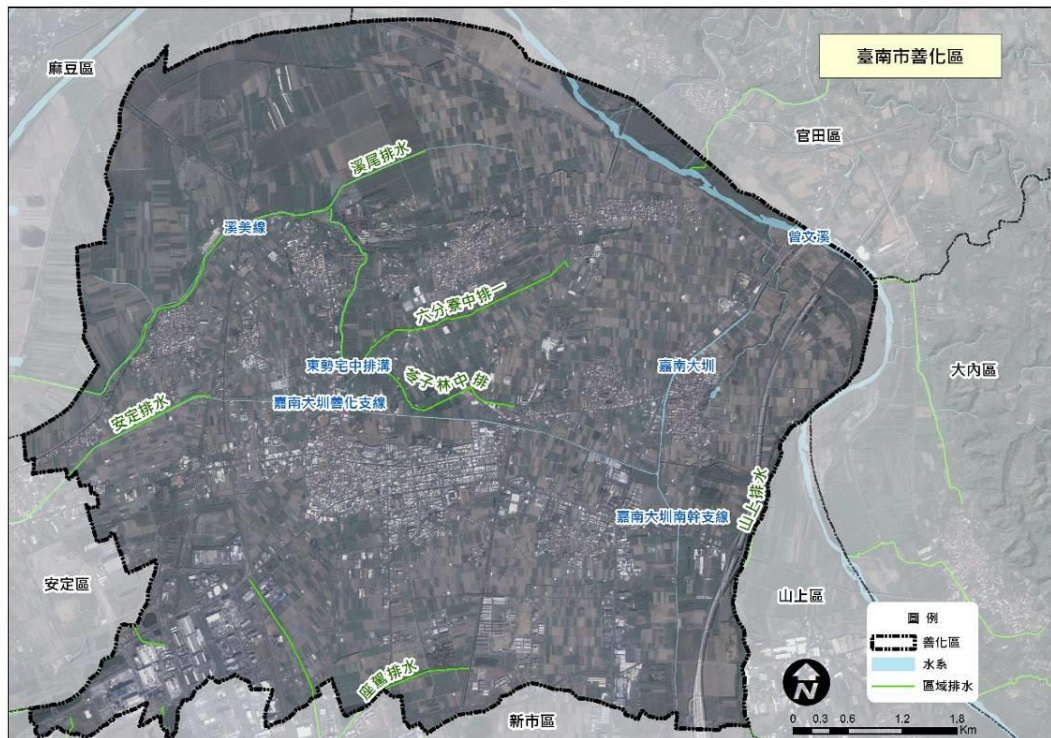 臺南市善化區
麻豆區
官田區
溪尾排水
溪美線
曾文溪
六分寮中排一
東勢宅中排溝
苓子林中 排
嘉南大圳
大內區
安定排水
嘉南大圳善化支線
山上排水
嘉南大圳南幹支線
安定區
山上區
座駕排水
新市區
圖 例
善化區
水系
區域排水
N
0 0.3 0.6 1.2 1.8
Km